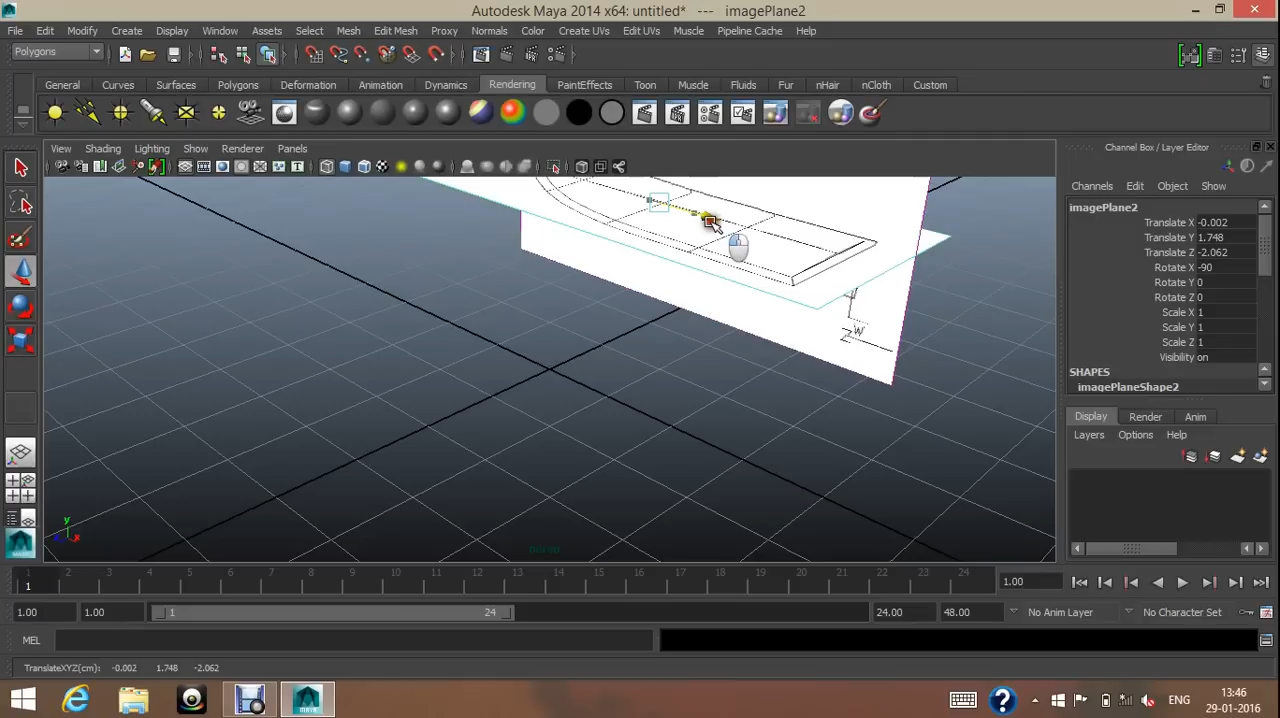 Autodesk Maya 2014 x64: untitled* --- imagePlane2
File Edit Modify Create Display Window Assets Select Mesh Edit Mesh Proxy Normals Color Create UVs Edit UVs Muscle Pipeline Cache Help
Polygons
General Curves Surfaces Polygons Deformation Animation Dynamics Rendering PaintEffects Toon Muscle Fluids Fur nHair nCloth Custom
View Shading Lighting Show Renderer Panels
Channel Box / Layer Editor
Channels Edit Object Show
imagePlane2
Translate X -0.002
Translate Y 1.748
Translate Z -2.062
Rotate X -90
Rotate Y 0
Rotate Z 0
Scale X 1
Scale Y 1
Scale Z 1
Visibility on
SHAPES
imagePlaneShape2
Display Render Anim
Layers Options Help
W
y
x
persp
1 2 3 4 5 6 7 8 9 10 11 12 13 14 15 16 17 18 19 20 21 22 23 24
1
1.00
1.00 1.00 1 24 24.00 48.00 No Anim Layer No Character Set
MEL
TranslateXYZ(cm): -0.002 1.748 -2.062
MAYA
ENG
13:46
29-01-2016